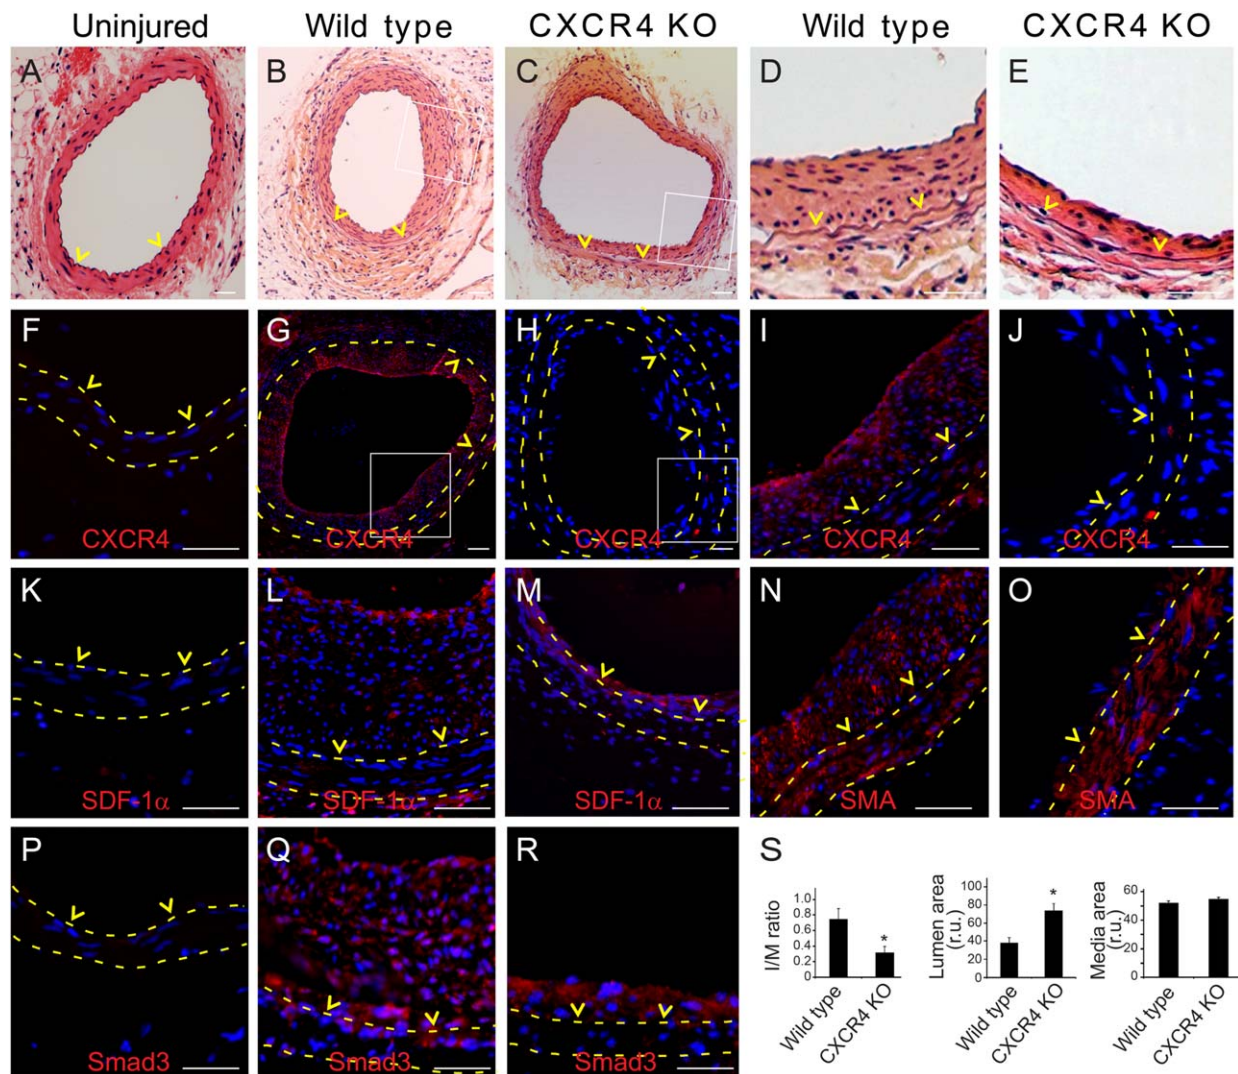 Uninjured Wild type CXCR4 KO Wild type CXCR4 KO
A B C D E
F G H I J
CXCR4 CXCR4 CXCR4 CXCR4 CXCR4
K L M N O
SDF-1α SDF-1α SDF-1α SMA SMA
P Q R S
Smad3 Smad3 Smad3
I/M ratio
1.0
0.8
0.6
0.4
0.2
0
*
Wild type
CXCR4 KO
Lumen area
(r.u.)
100
80
60
40
20
0
*
Wild type
CXCR4 KO
Media area
(r.u.)
60
40
20
0
Wild type
CXCR4 KO